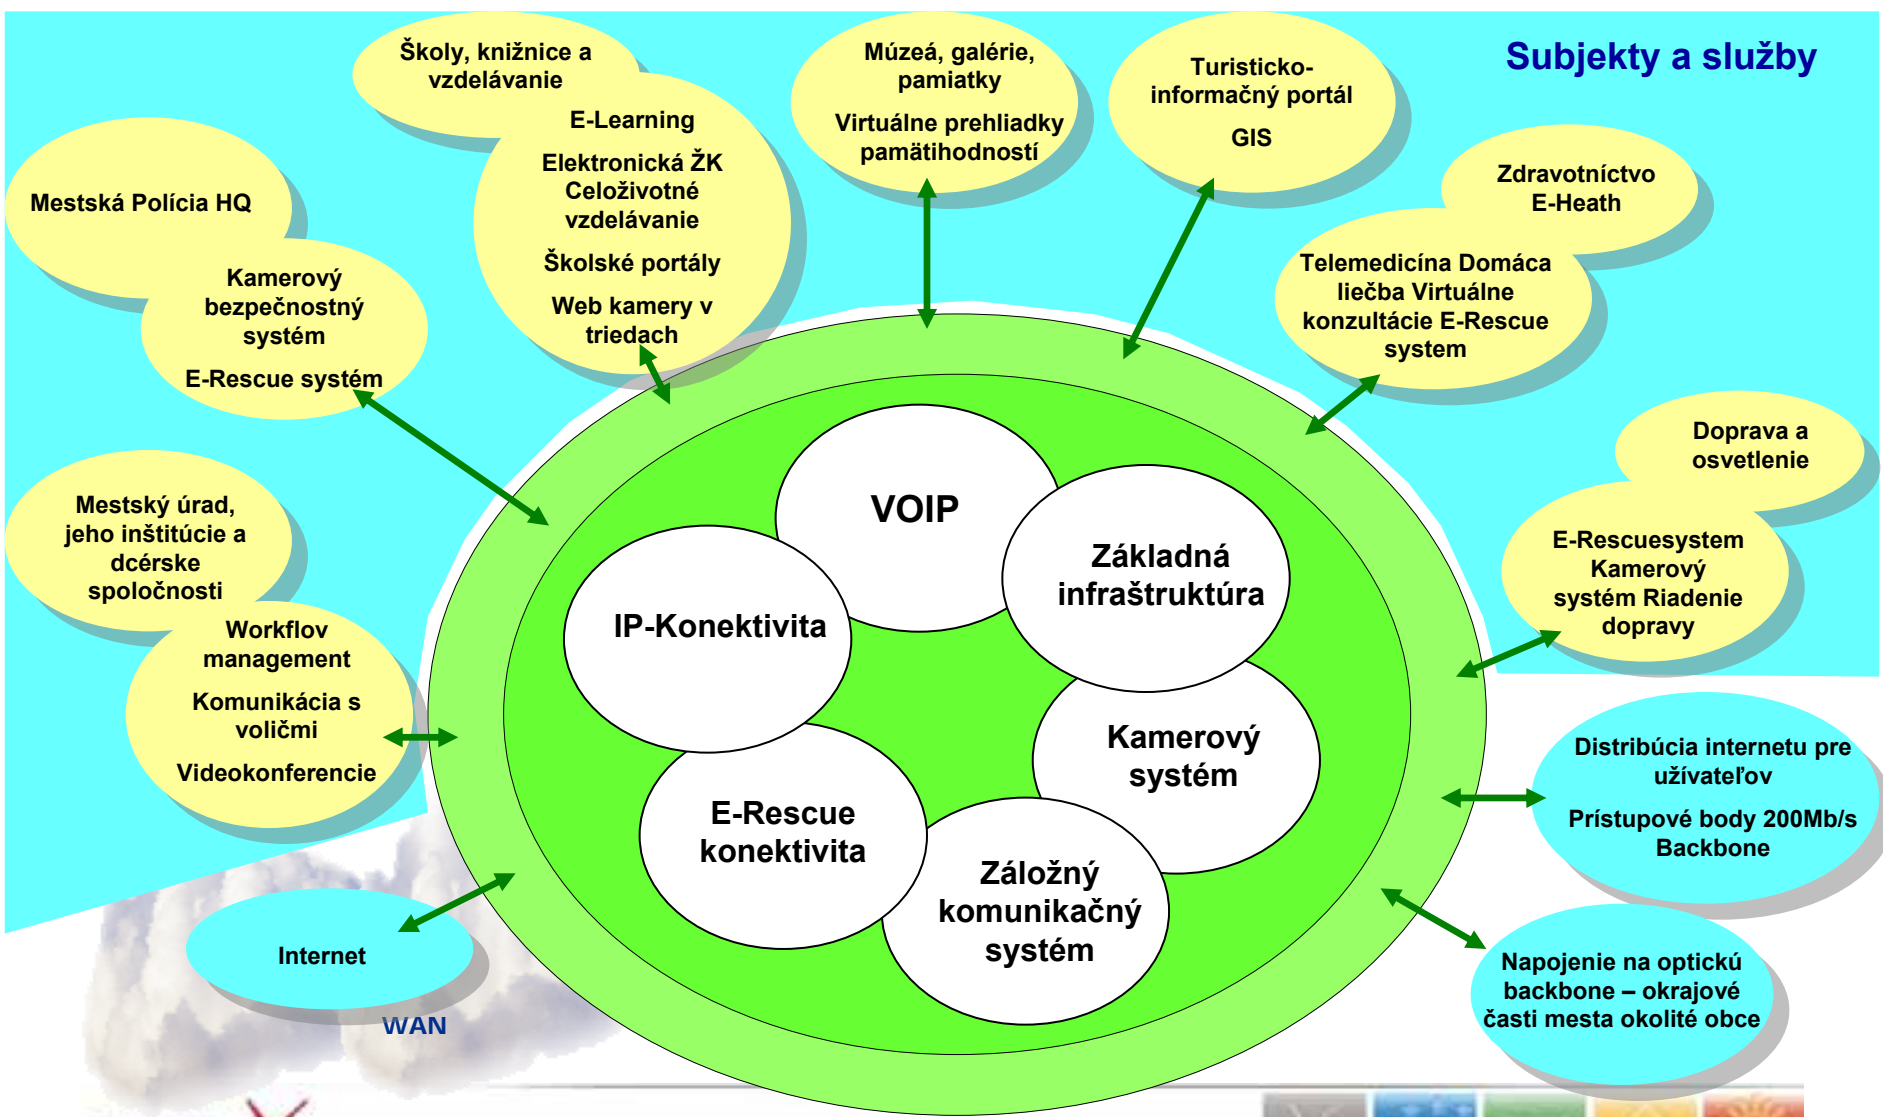 Subjekty a služby
Školy, knižnice a
vzdelávanie
E-Learning
Elektronická ŽK
Celoživotné
vzdelávanie
Školské portály
Web kamery v
triedach
Múzeá, galérie,
pamiatky
Virtuálne prehliadky
pamätihodností
Turisticko-
informačný portál
GIS
Zdravotníctvo
E-Heath
Telemedicína Domáca
liečba Virtuálne
konzultácie E-Rescue
system
Mestská Polícia HQ
Kamerový
bezpečnostný
systém
E-Rescue systém
Doprava a
osvetlenie
E-Rescuesystem
Kamerový
systém Riadenie
dopravy
Mestský úrad,
jeho inštitúcie a
dcérske
spoločnosti
Workflov
management
Komunikácia s
voličmi
Videokonferencie
VOIP
Základná
infraštruktúra
IP-Konektivita
Kamerový
systém
E-Rescue
konektivita
Záložný
komunikačný
systém
Distribúcia internetu pre
užívateľov
Prístupové body 200Mb/s
Backbone
Internet
WAN
Napojenie na optickú
backbone – okrajové
časti mesta okolité obce